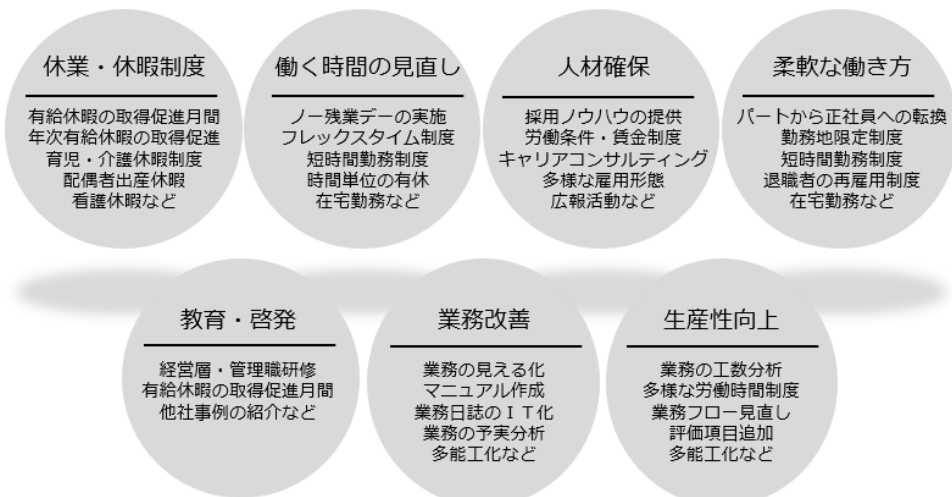 休業・休暇制度
有給休暇の取得促進月間
年次有給休暇の取得促進
育児・介護休暇制度
配偶者出産休暇
看護休暇など
働く時間の見直し
ノー残業デーの実施
フレックスタイム制度
短時間勤務制度
時間単位の有休
在宅勤務など
人材確保
採用ノウハウの提供
労働条件・賃金制度
キャリアコンサルティング
多様な雇用形態
広報活動など
柔軟な働き方
パートから正社員への転換
勤務地限定制度
短時間勤務制度
退職者の再雇用制度
在宅勤務など
教育・啓発
経営層・管理職研修
有給休暇の取得促進月間
他社事例の紹介など
業務改善
業務の見える化
マニュアル作成
業務日誌のＩＴ化
業務の予実分析
多能工化など
生産性向上
業務の工数分析
多様な労働時間制度
業務フロー見直し
評価項目追加
多能工化など